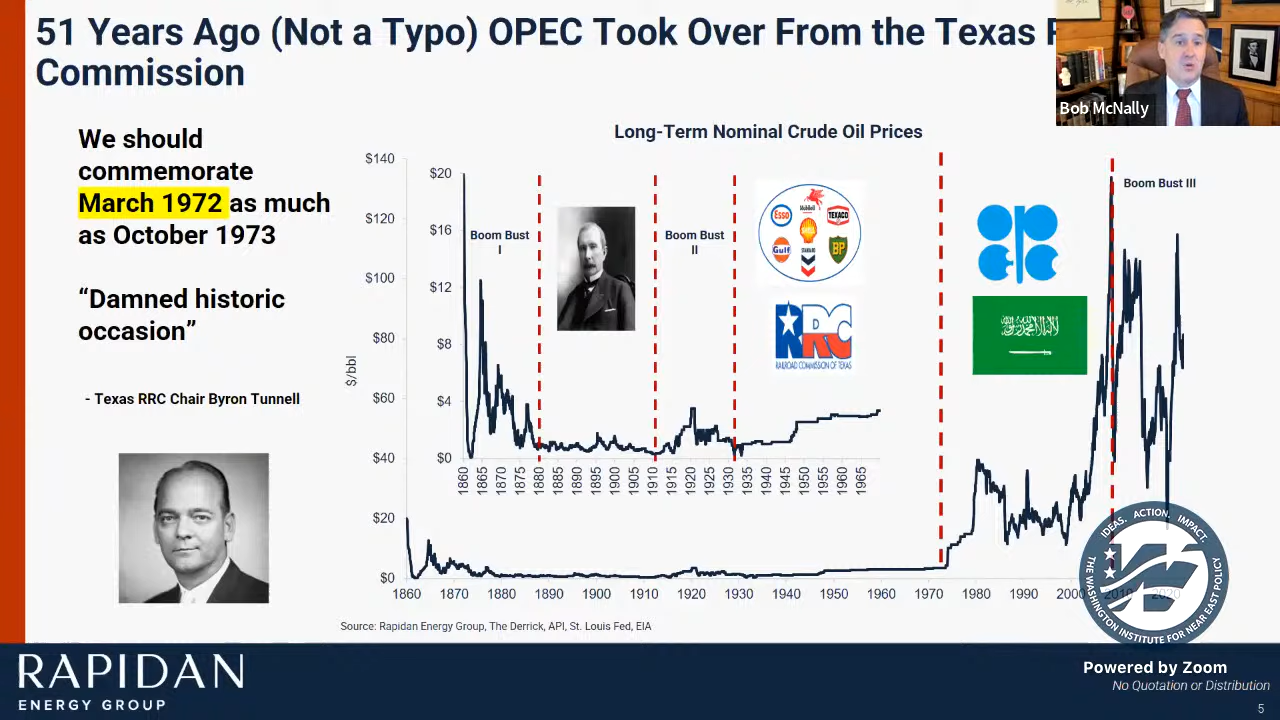 51 Years Ago (Not a Typo) OPEC Took Over From the Texas
Commission
Bob McNally
We should
commemorate
March 1972 as much
as October 1973
“Damned historic
occasion”
- Texas RRC Chair Byron Tunnell
Long-Term Nominal Crude Oil Prices
$/bbl
$140
$120
$100
$80
$60
$40
$20
$0
$20
$16
$12
$8
$4
$0
Boom Bust
I
Boom Bust
II
Boom Bust III
Esso
Mobil
TEXACO
SHELL
Gulf
STANDARD
BP
RRC
RAILROAD COMMISSION OF TEXAS
1860 1865 1870 1875 1880 1885 1890 1895 1900 1905 1910 1915 1920 1925 1930 1935 1940 1945 1950 1955 1960 1965
1860 1870 1880 1890 1900 1910 1920 1930 1940 1950 1960 1970 1980 1990 2000 2010 2020
Source: Rapidan Energy Group, The Derrick, API, St. Louis Fed, EIA
IDEAS. ACTION. IMPACT.
THE WASHINGTON INSTITUTE FOR NEAR EAST POLICY
RAPIDAN
ENERGY GROUP
Powered by Zoom
No Quotation or Distribution
5